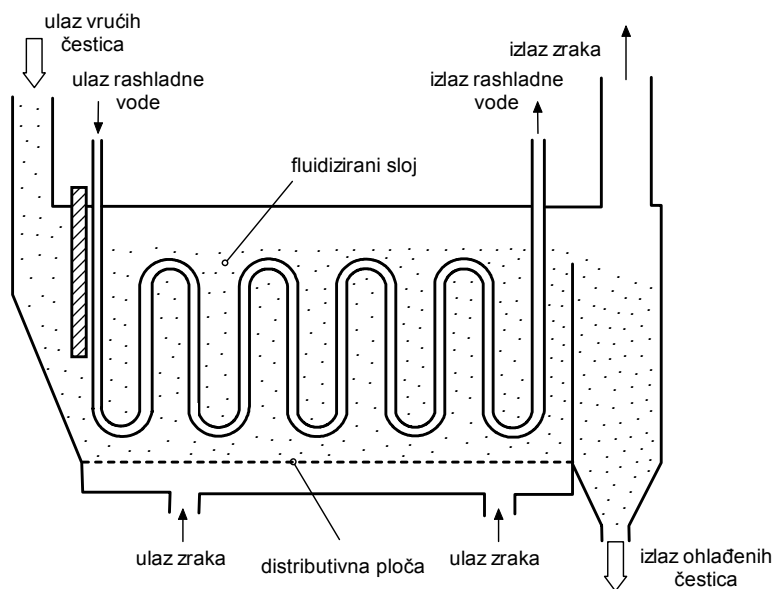 ulaz vrućih
čestica
ulaz rashladne
vode
izlaz rashladne
vode
izlaz zraka
fluidizirani sloj
ulaz zraka
distributivna ploča
ulaz zraka
izlaz ohlađenih
čestica